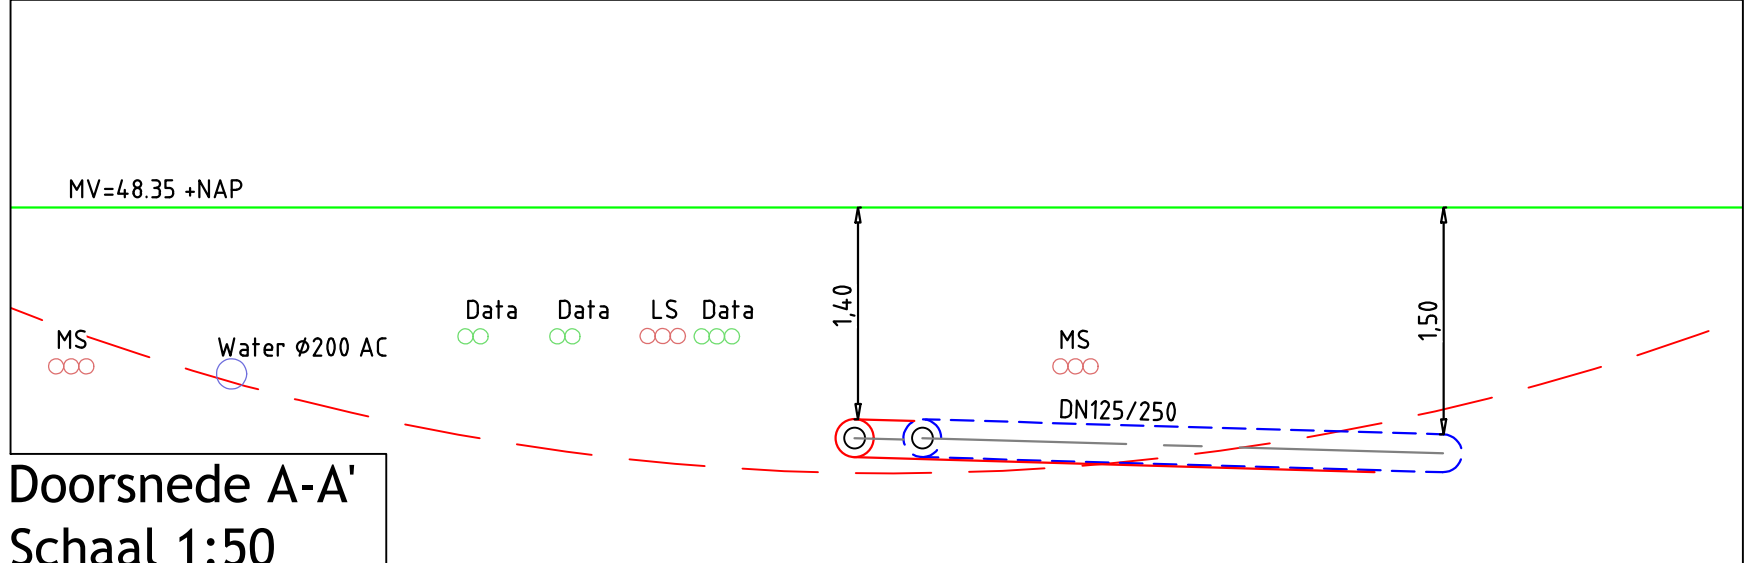 MV=48.35 +NAP
Data
Data
LS
Data
1,40
1,50
MS
Water Ø200 AC
MS
DN125/250
Doorsnede A-A'
Schaal 1:50